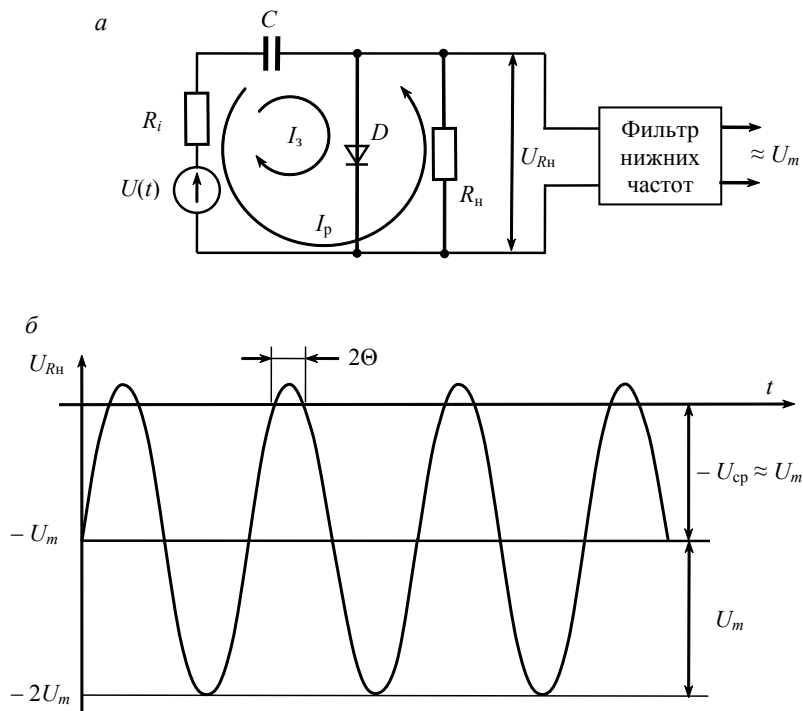 а
C
R_i
I_з
D
U(t)
I_р
R_н
U_Rн
Фильтр
нижних
частот
≈ U_m
б
U_Rн
2Θ
t
– U_ср ≈ U_m
– U_m
U_m
– 2U_m